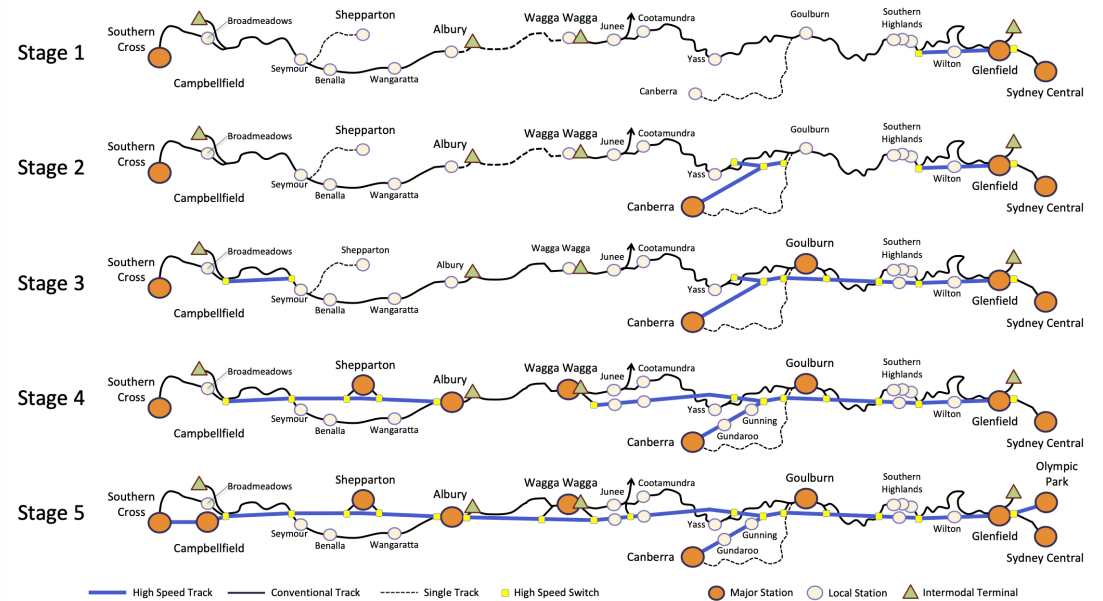 Stage 1
Southern
Cross
Campbellfield
Broadmeadows
Seymour
Shepparton
Benalla
Wangaratta
Albury
Wagga Wagga
Junee
Cootamundra
Yass
Canberra
Goulburn
Southern
Highlands
Wilton
Glenfield
Sydney Central
Stage 2
Southern
Cross
Campbellfield
Broadmeadows
Seymour
Shepparton
Benalla
Wangaratta
Albury
Wagga Wagga
Junee
Cootamundra
Yass
Canberra
Goulburn
Southern
Highlands
Wilton
Glenfield
Sydney Central
Stage 3
Southern
Cross
Campbellfield
Broadmeadows
Seymour
Shepparton
Benalla
Wangaratta
Albury
Wagga Wagga
Junee
Cootamundra
Yass
Canberra
Goulburn
Southern
Highlands
Wilton
Glenfield
Sydney Central
Stage 4
Southern
Cross
Campbellfield
Broadmeadows
Seymour
Shepparton
Benalla
Wangaratta
Albury
Wagga Wagga
Junee
Cootamundra
Yass
Gunning
Gundaroo
Canberra
Goulburn
Southern
Highlands
Wilton
Glenfield
Sydney Central
Stage 5
Southern
Cross
Campbellfield
Broadmeadows
Seymour
Shepparton
Benalla
Wangaratta
Albury
Wagga Wagga
Junee
Cootamundra
Yass
Gunning
Gundaroo
Canberra
Goulburn
Southern
Highlands
Wilton
Glenfield
Olympic
Park
Sydney Central
High Speed Track
Conventional Track
Single Track
High Speed Switch
Major Station
Local Station
Intermodal Terminal